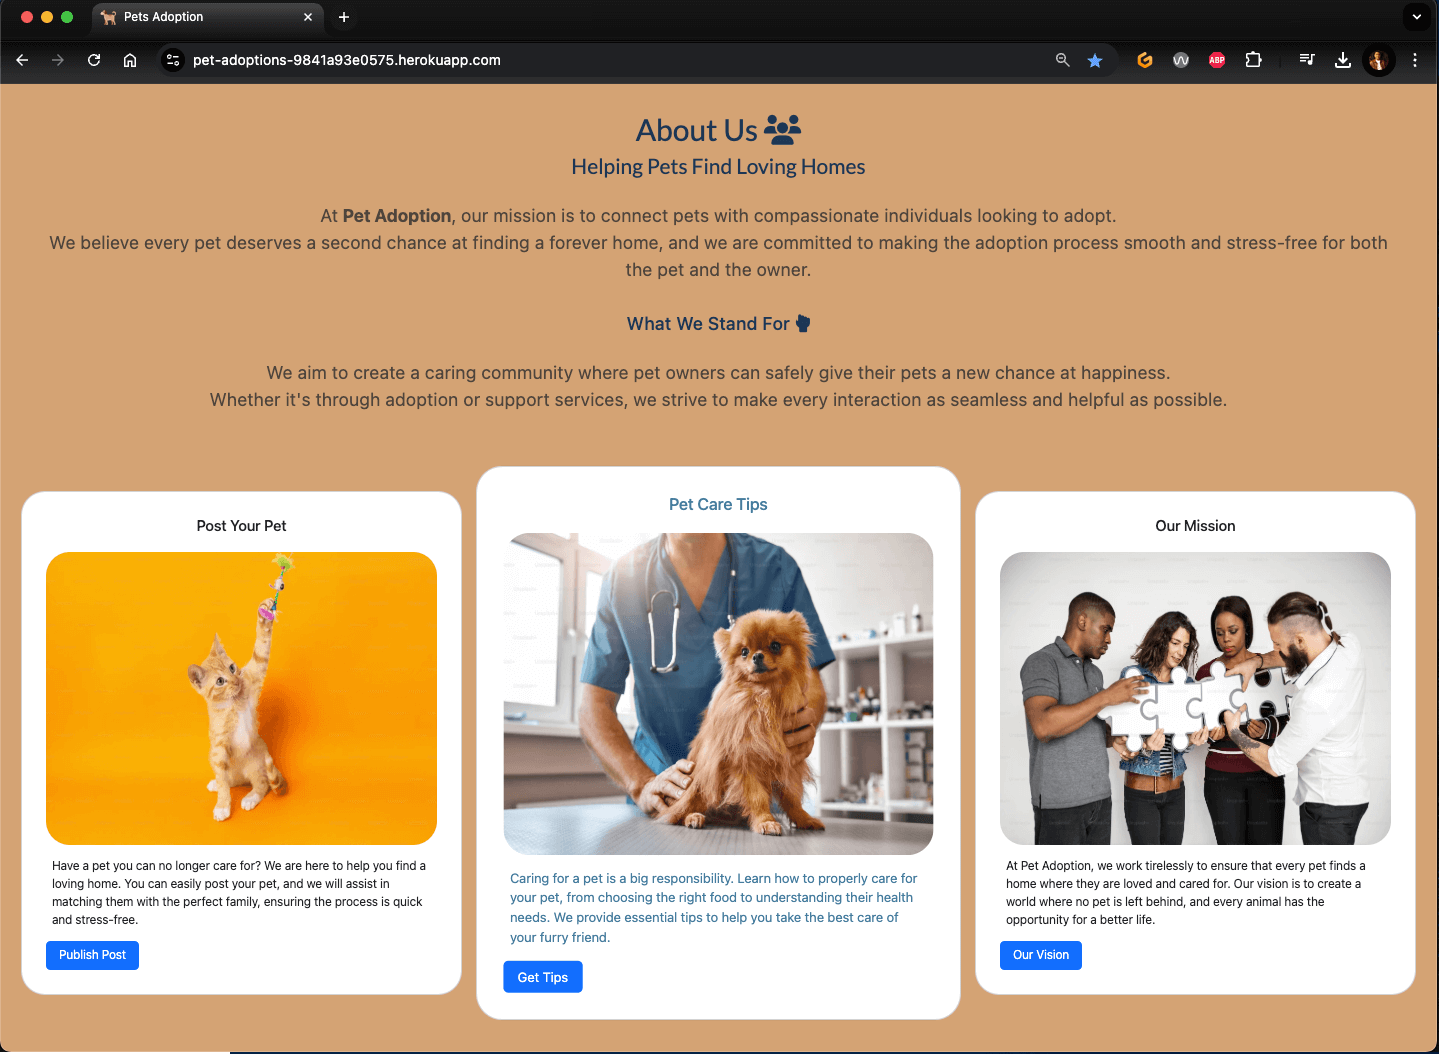 Pets Adoption
pet-adoptions-9841a93e0575.herokuapp.com
ABP
About Us
Helping Pets Find Loving Homes
At Pet Adoption, our mission is to connect pets with compassionate individuals looking to adopt.
We believe every pet deserves a second chance at finding a forever home, and we are committed to making the adoption process smooth and stress-free for both
the pet and the owner.
What We Stand For
We aim to create a caring community where pet owners can safely give their pets a new chance at happiness.
Whether it's through adoption or support services, we strive to make every interaction as seamless and helpful as possible.
Post Your Pet
Have a pet you can no longer care for? We are here to help you find a
loving home. You can easily post your pet, and we will assist in
matching them with the perfect family, ensuring the process is quick
and stress-free.
Publish Post
Pet Care Tips
Caring for a pet is a big responsibility. Learn how to properly care for
your pet, from choosing the right food to understanding their health
needs. We provide essential tips to help you take the best care of
your furry friend.
Get Tips
Our Mission
At Pet Adoption, we work tirelessly to ensure that every pet finds a
home where they are loved and cared for. Our vision is to create a
world where no pet is left behind, and every animal has the
opportunity for a better life.
Our Vision